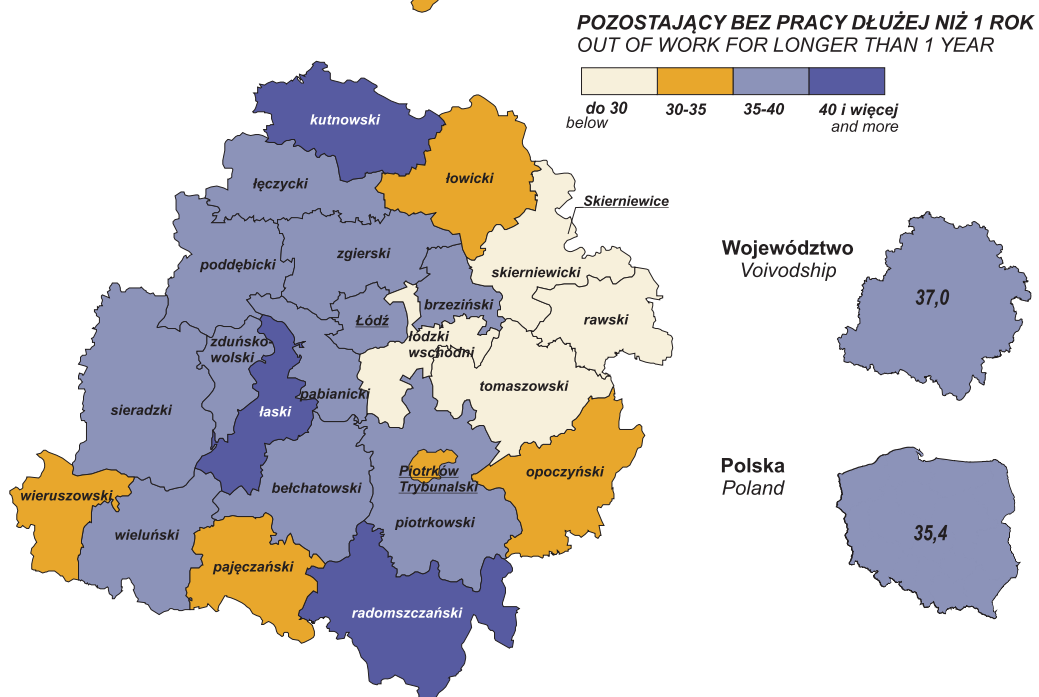 POZOSTAJĄCY BEZ PRACY DŁUŻEJ NIŻ 1 ROK
OUT OF WORK FOR LONGER THAN 1 YEAR
do 30
below
30-35
35-40
40 i więcej
and more
kutnowski
łowicki
łęczycki
Skierniewice
zgierski
poddębicki
skierniewicki
brzeziński
rawski
Łódź
łódzki
wschodni
zduńsko-
wolski
pabianicki
tomaszowski
sieradzki
łaski
Piotrków
Trybunalski
opoczyński
bełchatowski
wieruszowski
piotrkowski
wieluński
pajęczański
radomszczański
Województwo
Voivodship
37,0
Polska
Poland
35,4